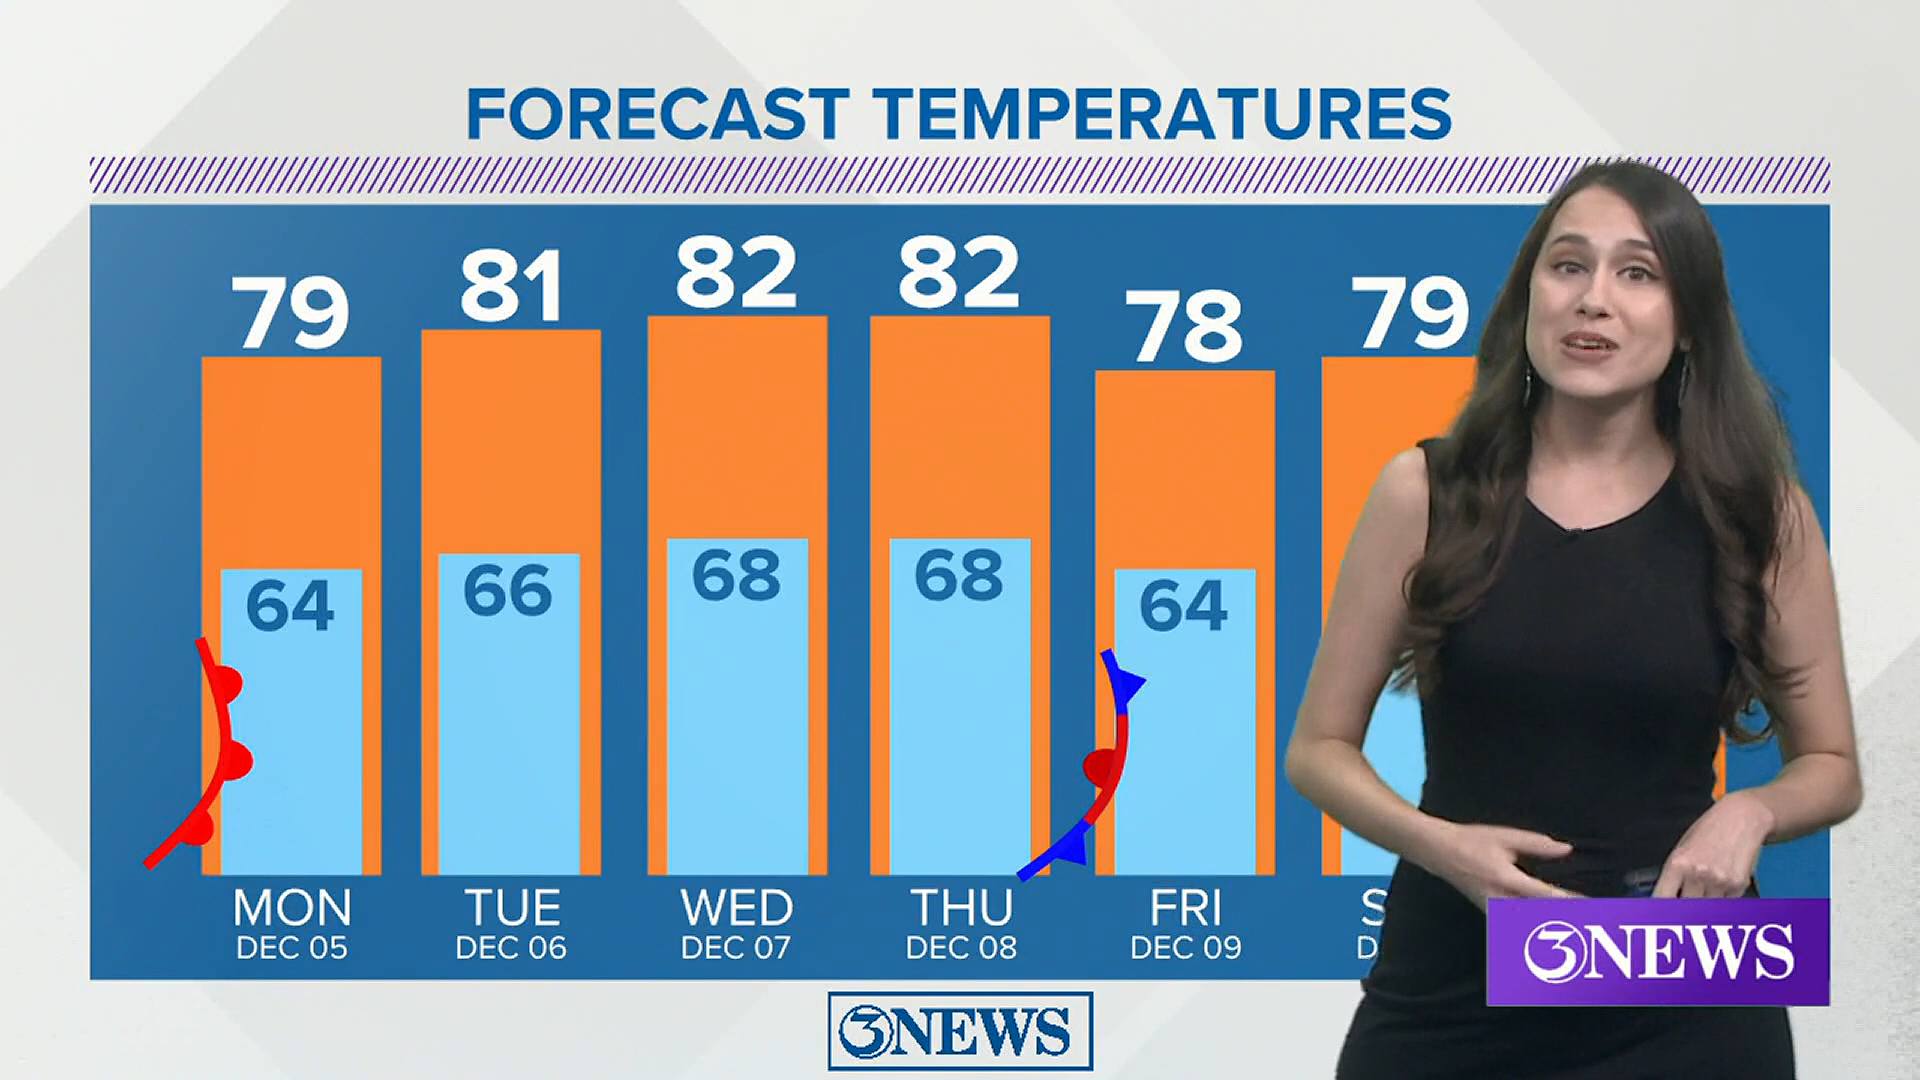 FORECAST TEMPERATURES
79 81 82 82 78 79
64 66 68 68 64
MON TUE WED THU FRI S
DEC 05 DEC 06 DEC 07 DEC 08 DEC 09 D
3NEWS
3NEWS